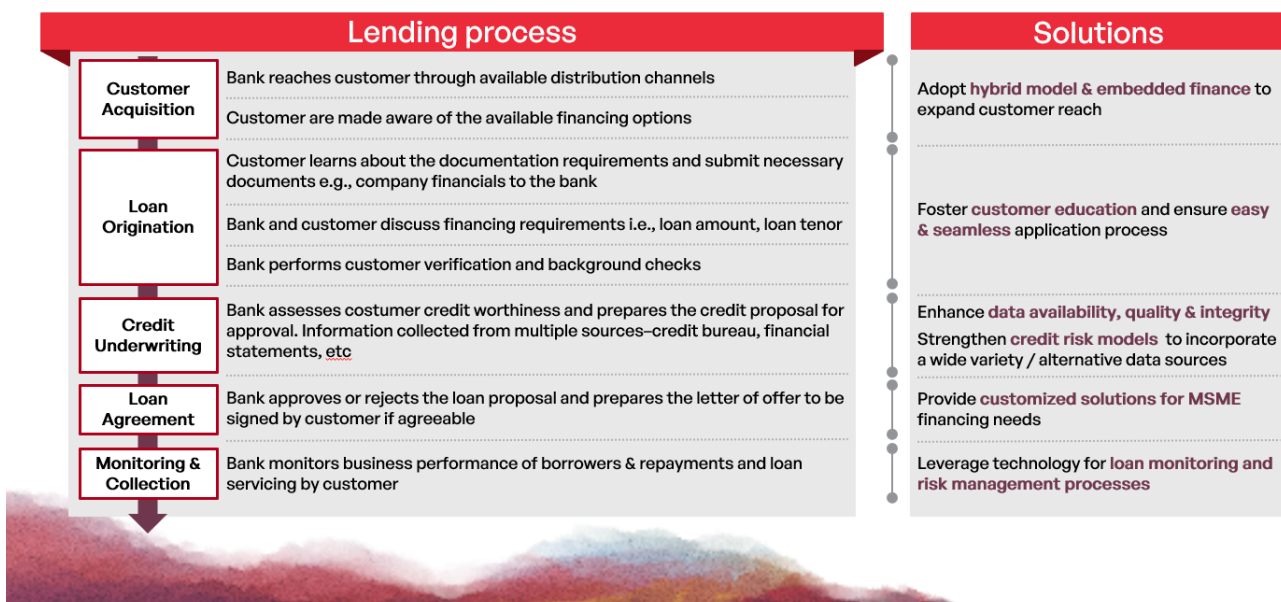 Lending process
Solutions
Customer
Acquisition
Bank reaches customer through available distribution channels
Customer are made aware of the available financing options
Adopt hybrid model & embedded finance to
expand customer reach
Loan
Origination
Customer learns about the documentation requirements and submit necessary
documents e.g., company financials to the bank
Bank and customer discuss financing requirements i.e., loan amount, loan tenor
Bank performs customer verification and background checks
Foster customer education and ensure easy
& seamless application process
Credit
Underwriting
Bank assesses costumer credit worthiness and prepares the credit proposal for
approval. Information collected from multiple sources–credit bureau, financial
statements, etc
Enhance data availability, quality & integrity
Strengthen credit risk models to incorporate
a wide variety / alternative data sources
Loan
Agreement
Bank approves or rejects the loan proposal and prepares the letter of offer to be
signed by customer if agreeable
Provide customized solutions for MSME
financing needs
Monitoring &
Collection
Bank monitors business performance of borrowers & repayments and loan
servicing by customer
Leverage technology for loan monitoring and
risk management processes